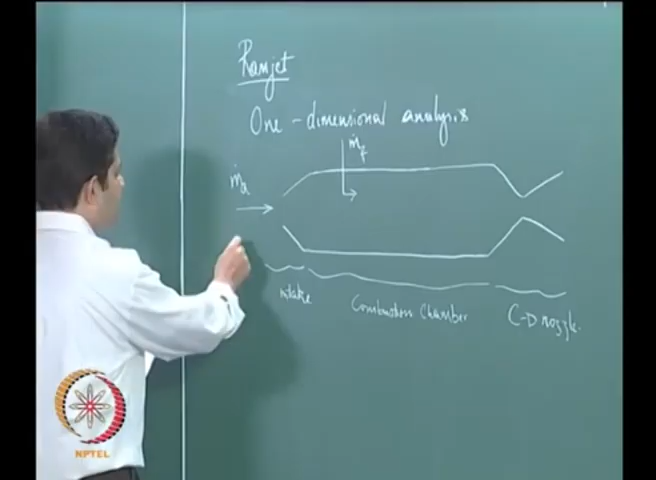 Ramjet
One-dimensional analysis
ṁf
ṁa
intake
Combustion Chamber
C-D nozzle.
NPTEL